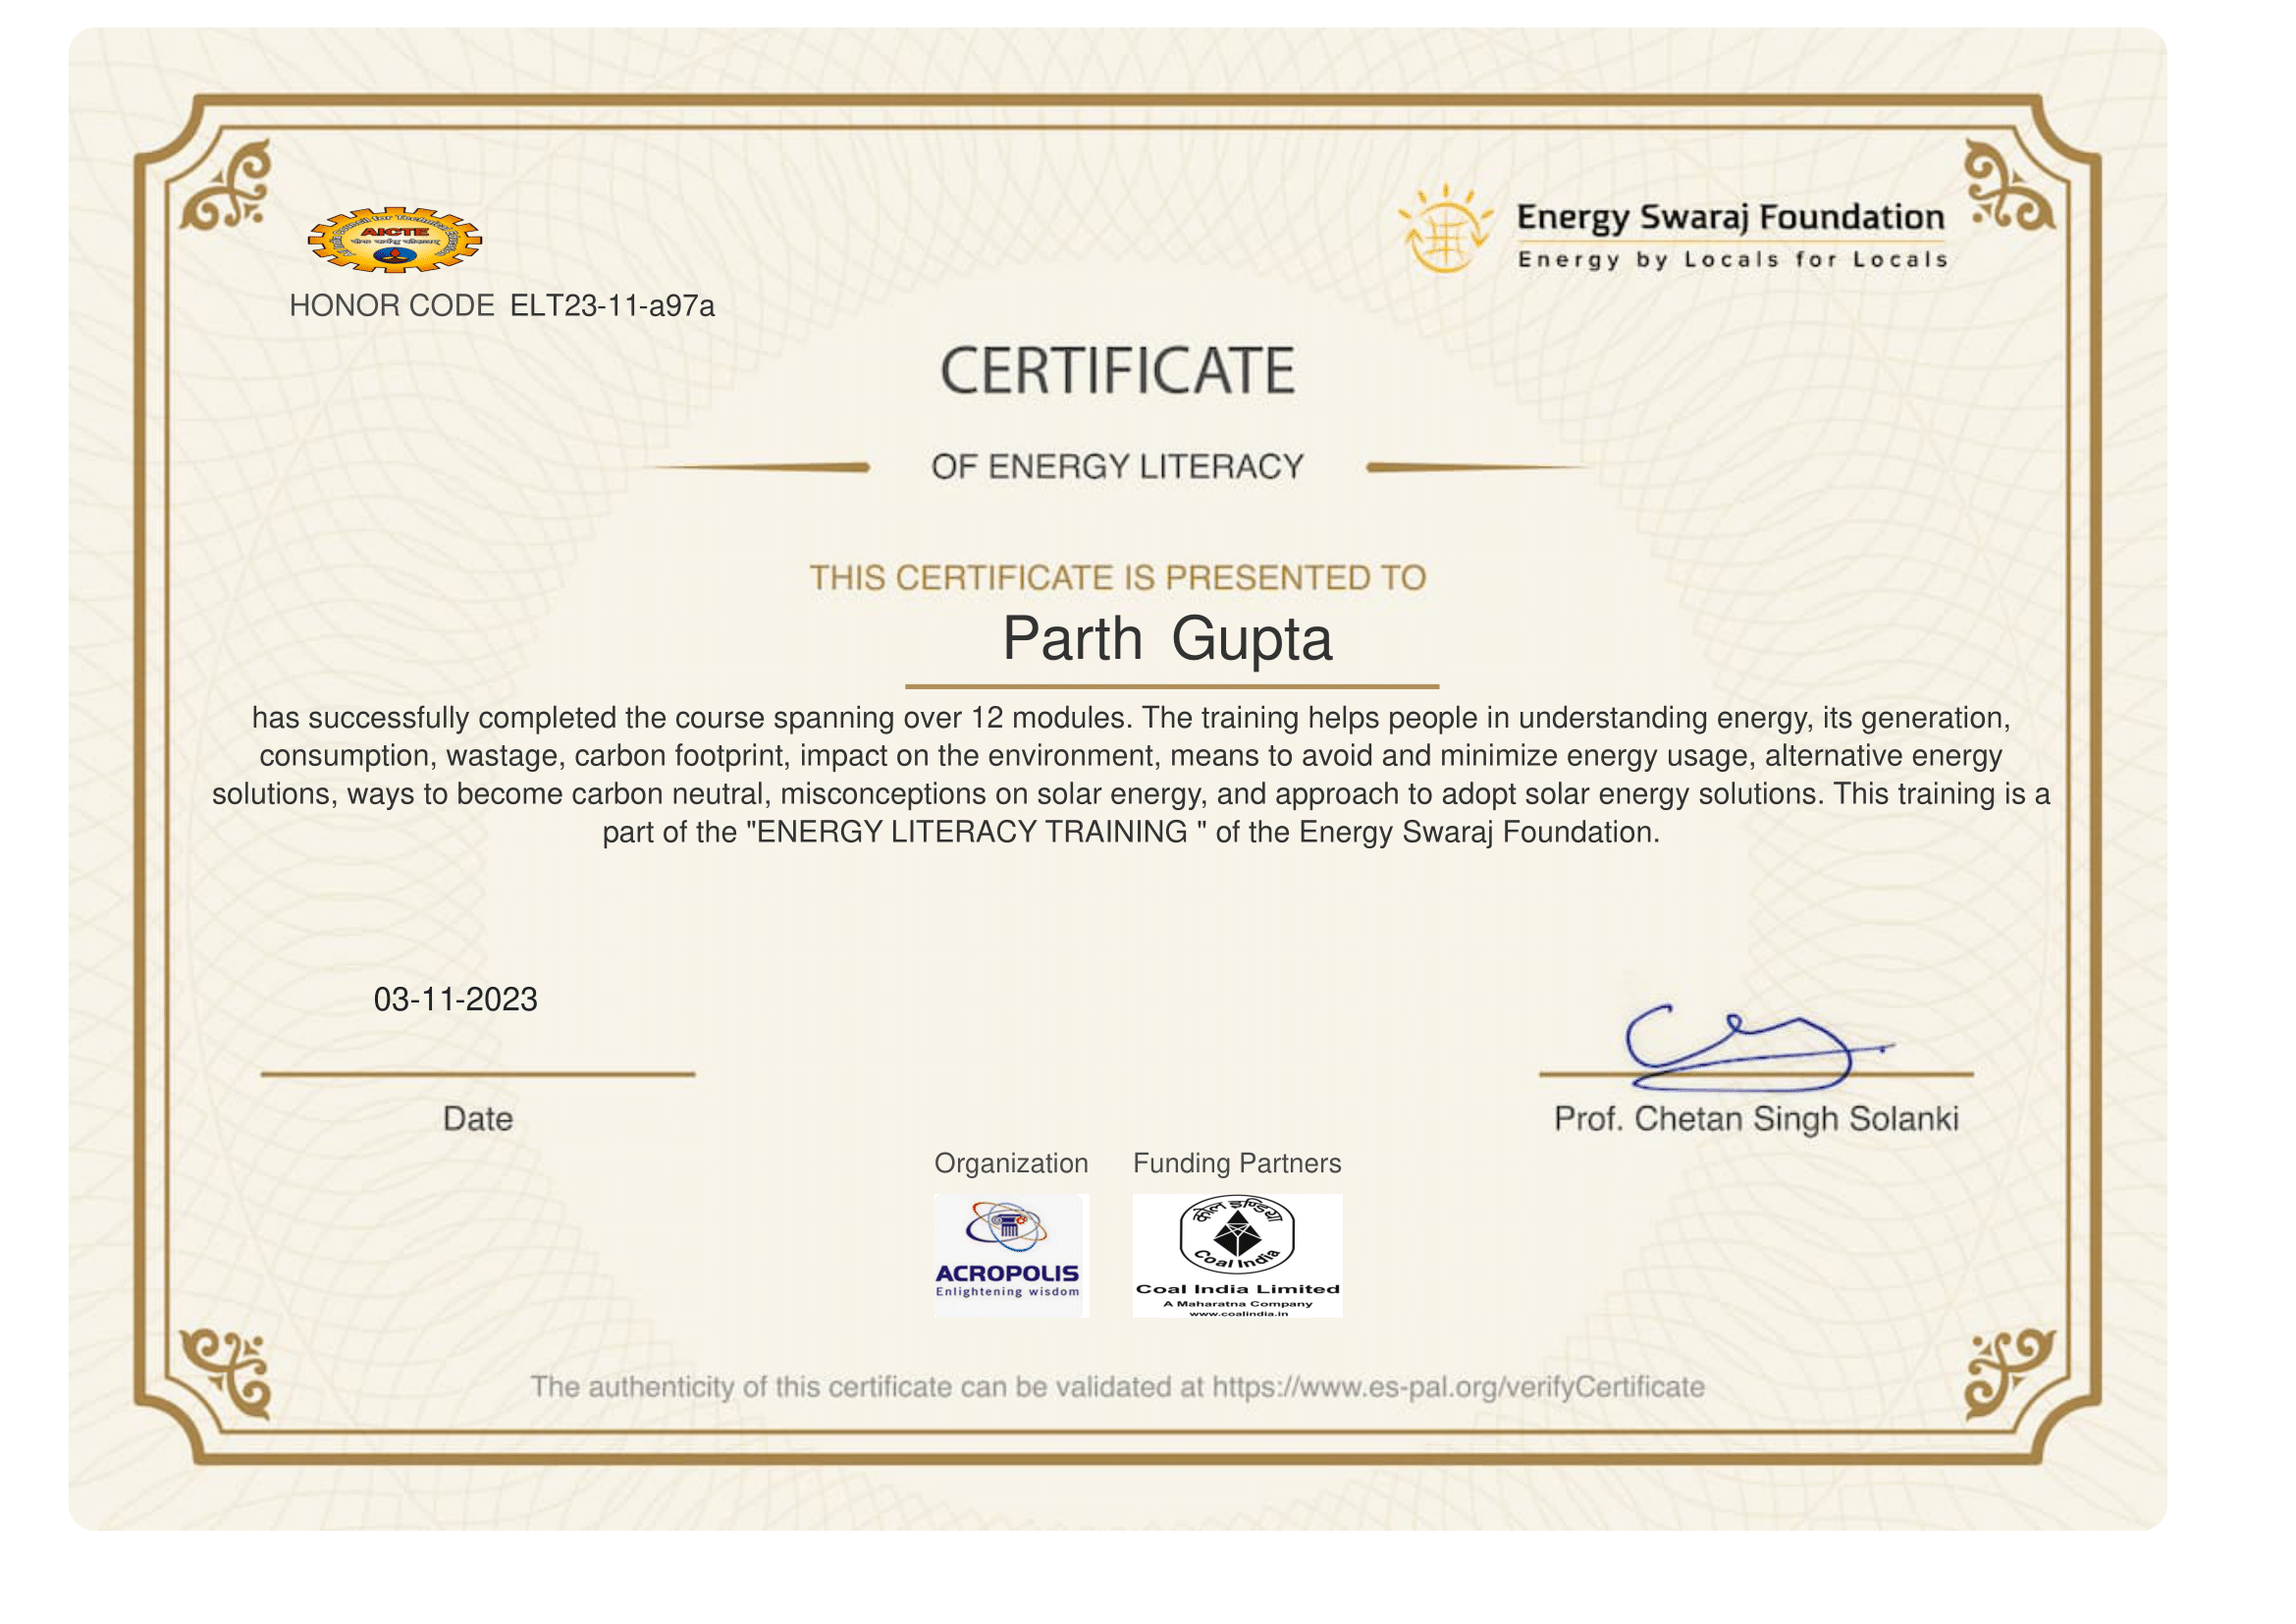 AICTE
HONOR CODE ELT23-11-a97a
Energy Swaraj Foundation
Energy by Locals for Locals
CERTIFICATE
OF ENERGY LITERACY
THIS CERTIFICATE IS PRESENTED TO
Parth Gupta
has successfully completed the course spanning over 12 modules. The training helps people in understanding energy, its generation,
consumption, wastage, carbon footprint, impact on the environment, means to avoid and minimize energy usage, alternative energy
solutions, ways to become carbon neutral, misconceptions on solar energy, and approach to adopt solar energy solutions. This training is a
part of the "ENERGY LITERACY TRAINING " of the Energy Swaraj Foundation.
03-11-2023
Date
Prof. Chetan Singh Solanki
Organization Funding Partners
ACROPOLIS
Enlightening wisdom
कोल इण्डिया
Coal India
Coal India Limited
A Maharatna Company
www.coalindia.in
The authenticity of this certificate can be validated at https://www.es-pal.org/verifyCertificate